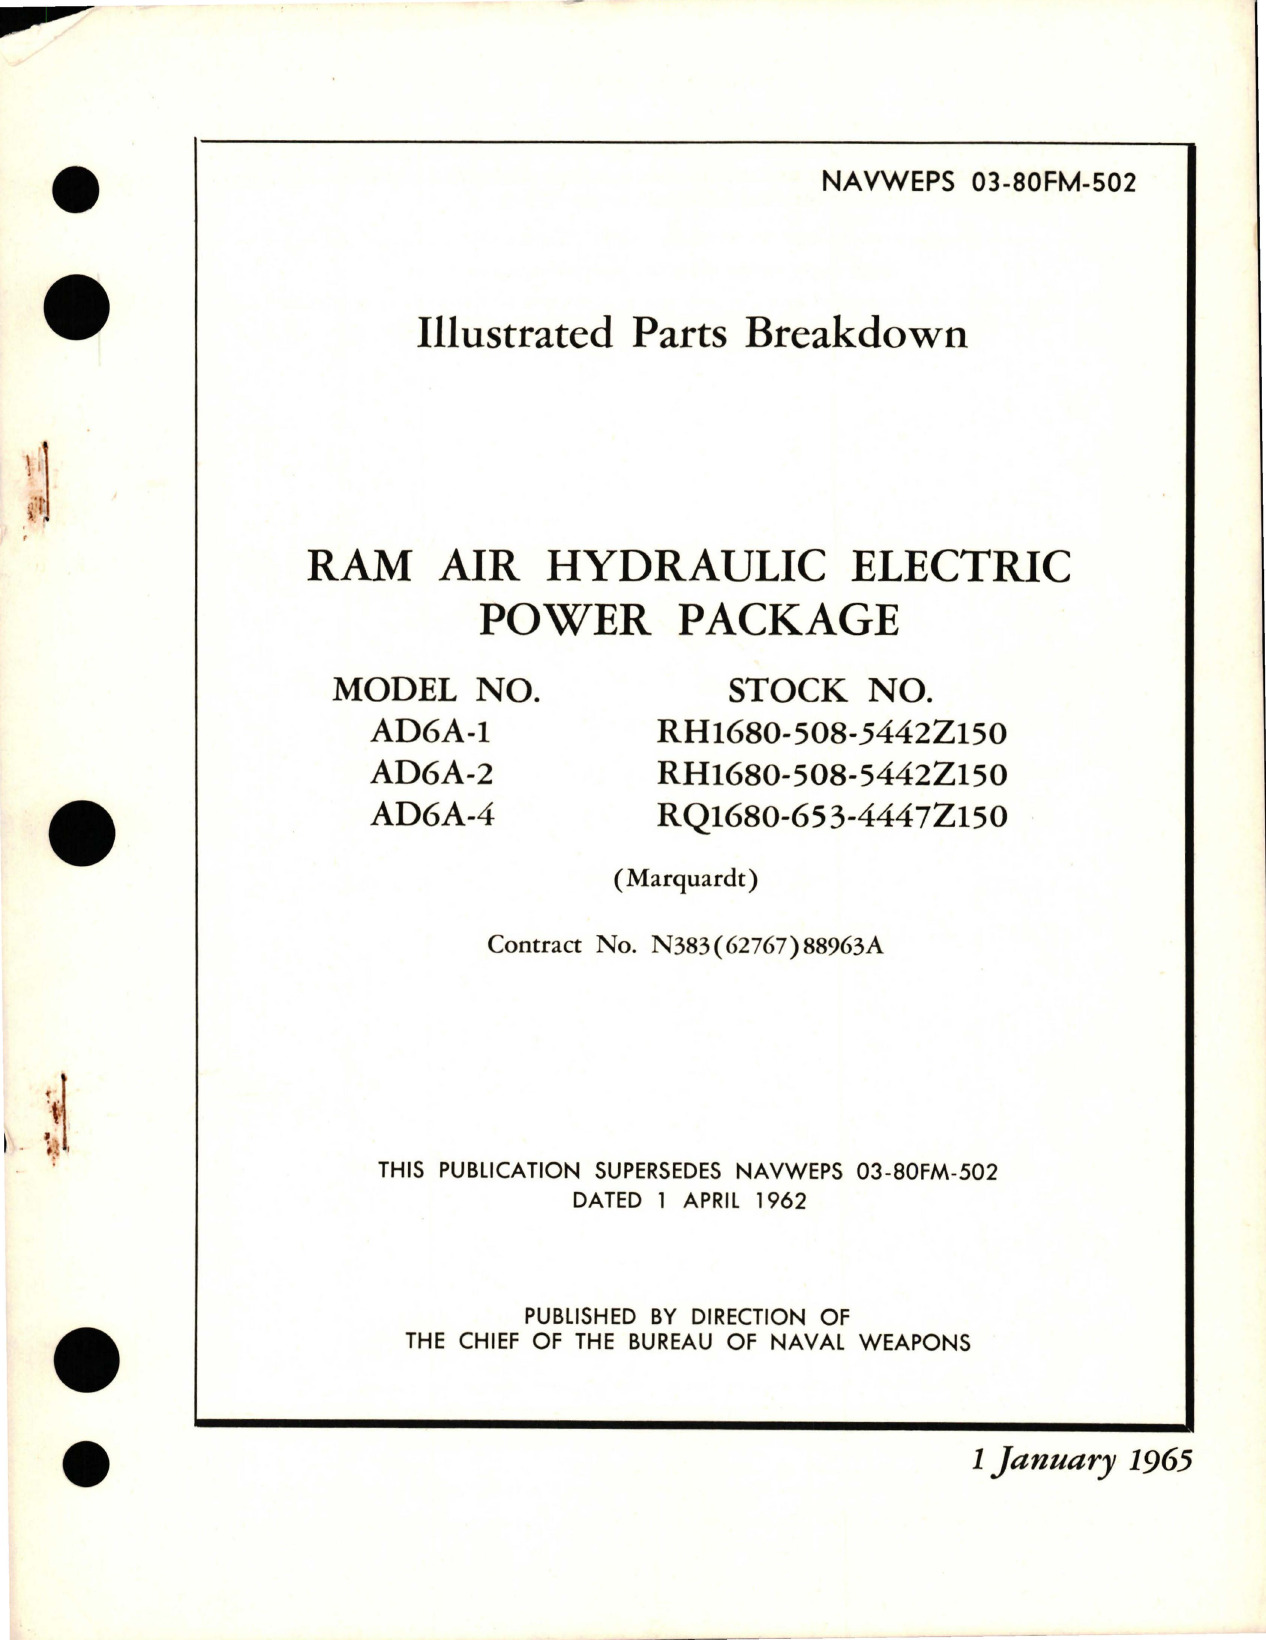 NAVWEPS 03-80FM-502
Illustrated Parts Breakdown
RAM AIR HYDRAULIC ELECTRIC
POWER PACKAGE
MODEL NO. STOCK NO.
AD6A-1 RH1680-508-5442Z150
AD6A-2 RH1680-508-5442Z150
AD6A-4 RQ1680-653-4447Z150
(Marquardt)
Contract No. N383(62767)88963A
THIS PUBLICATION SUPERSEDES NAVWEPS 03-80FM-502
DATED 1 APRIL 1962
PUBLISHED BY DIRECTION OF
THE CHIEF OF THE BUREAU OF NAVAL WEAPONS
1 January 1965